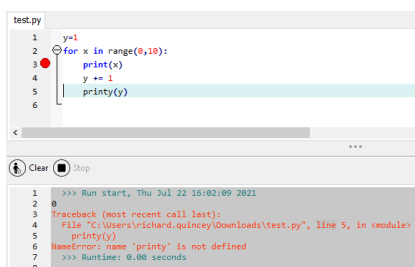 test.py
1 y=1
2 for x in range(0,10):
3 print(x)
4 y += 1
5 printy(y)
6
Clear Stop
1 >>> Run start, Thu Jul 22 16:02:09 2021
2 0
3 Traceback (most recent call last):
4 File "C:\Users\richard.quincey\Downloads\test.py", line 5, in <module>
5 printy(y)
6 NameError: name 'printy' is not defined
7 >>> Runtime: 0.00 seconds
8